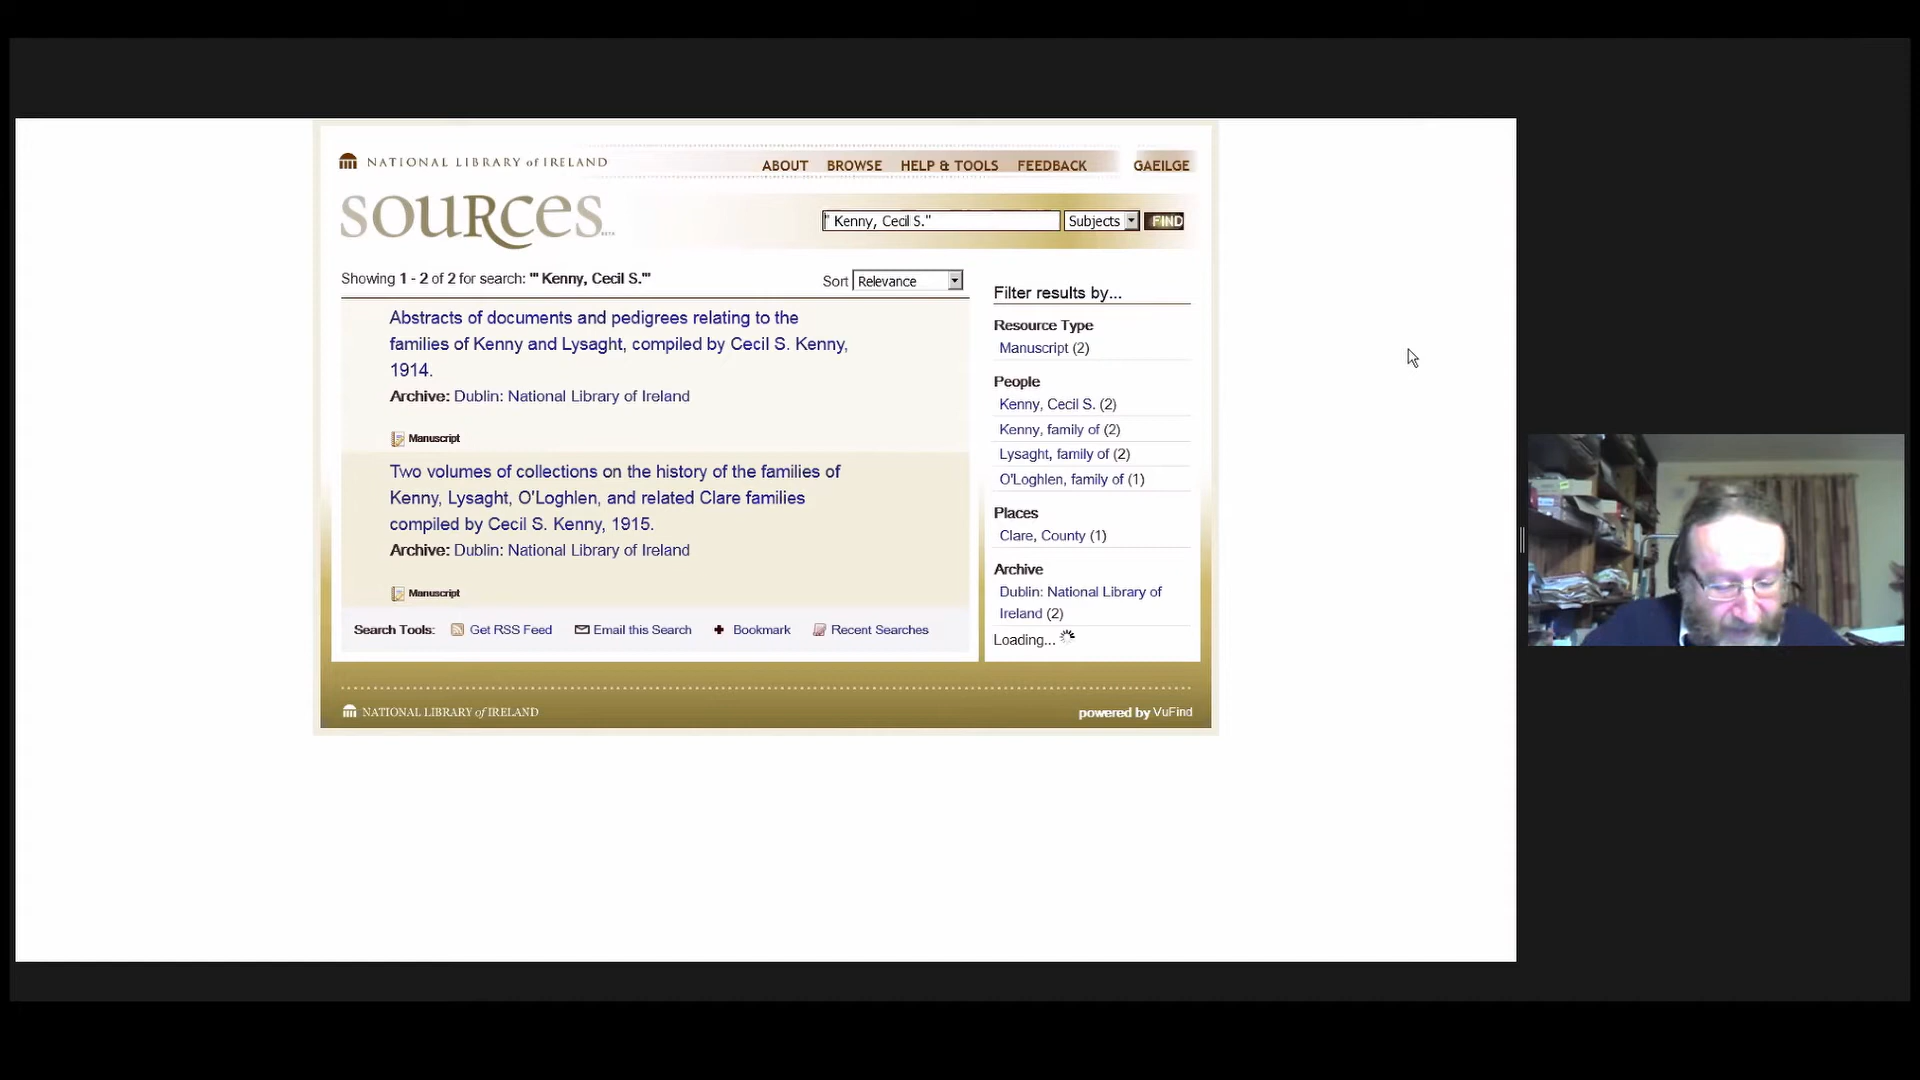 NATIONAL LIBRARY of IRELAND
ABOUT BROWSE HELP & TOOLS FEEDBACK GAEILGE
SOURCES BETA
" Kenny, Cecil S." Subjects FIND
Showing 1 - 2 of 2 for search: "' Kenny, Cecil S."'
Sort Relevance
Abstracts of documents and pedigrees relating to the
families of Kenny and Lysaght, compiled by Cecil S. Kenny,
1914.
Archive: Dublin: National Library of Ireland
Manuscript
Two volumes of collections on the history of the families of
Kenny, Lysaght, O'Loghlen, and related Clare families
compiled by Cecil S. Kenny, 1915.
Archive: Dublin: National Library of Ireland
Manuscript
Search Tools: Get RSS Feed Email this Search Bookmark Recent Searches
Filter results by...
Resource Type
Manuscript (2)
People
Kenny, Cecil S. (2)
Kenny, family of (2)
Lysaght, family of (2)
O'Loghlen, family of (1)
Places
Clare, County (1)
Archive
Dublin: National Library of
Ireland (2)
Loading...
NATIONAL LIBRARY of IRELAND
powered by VuFind